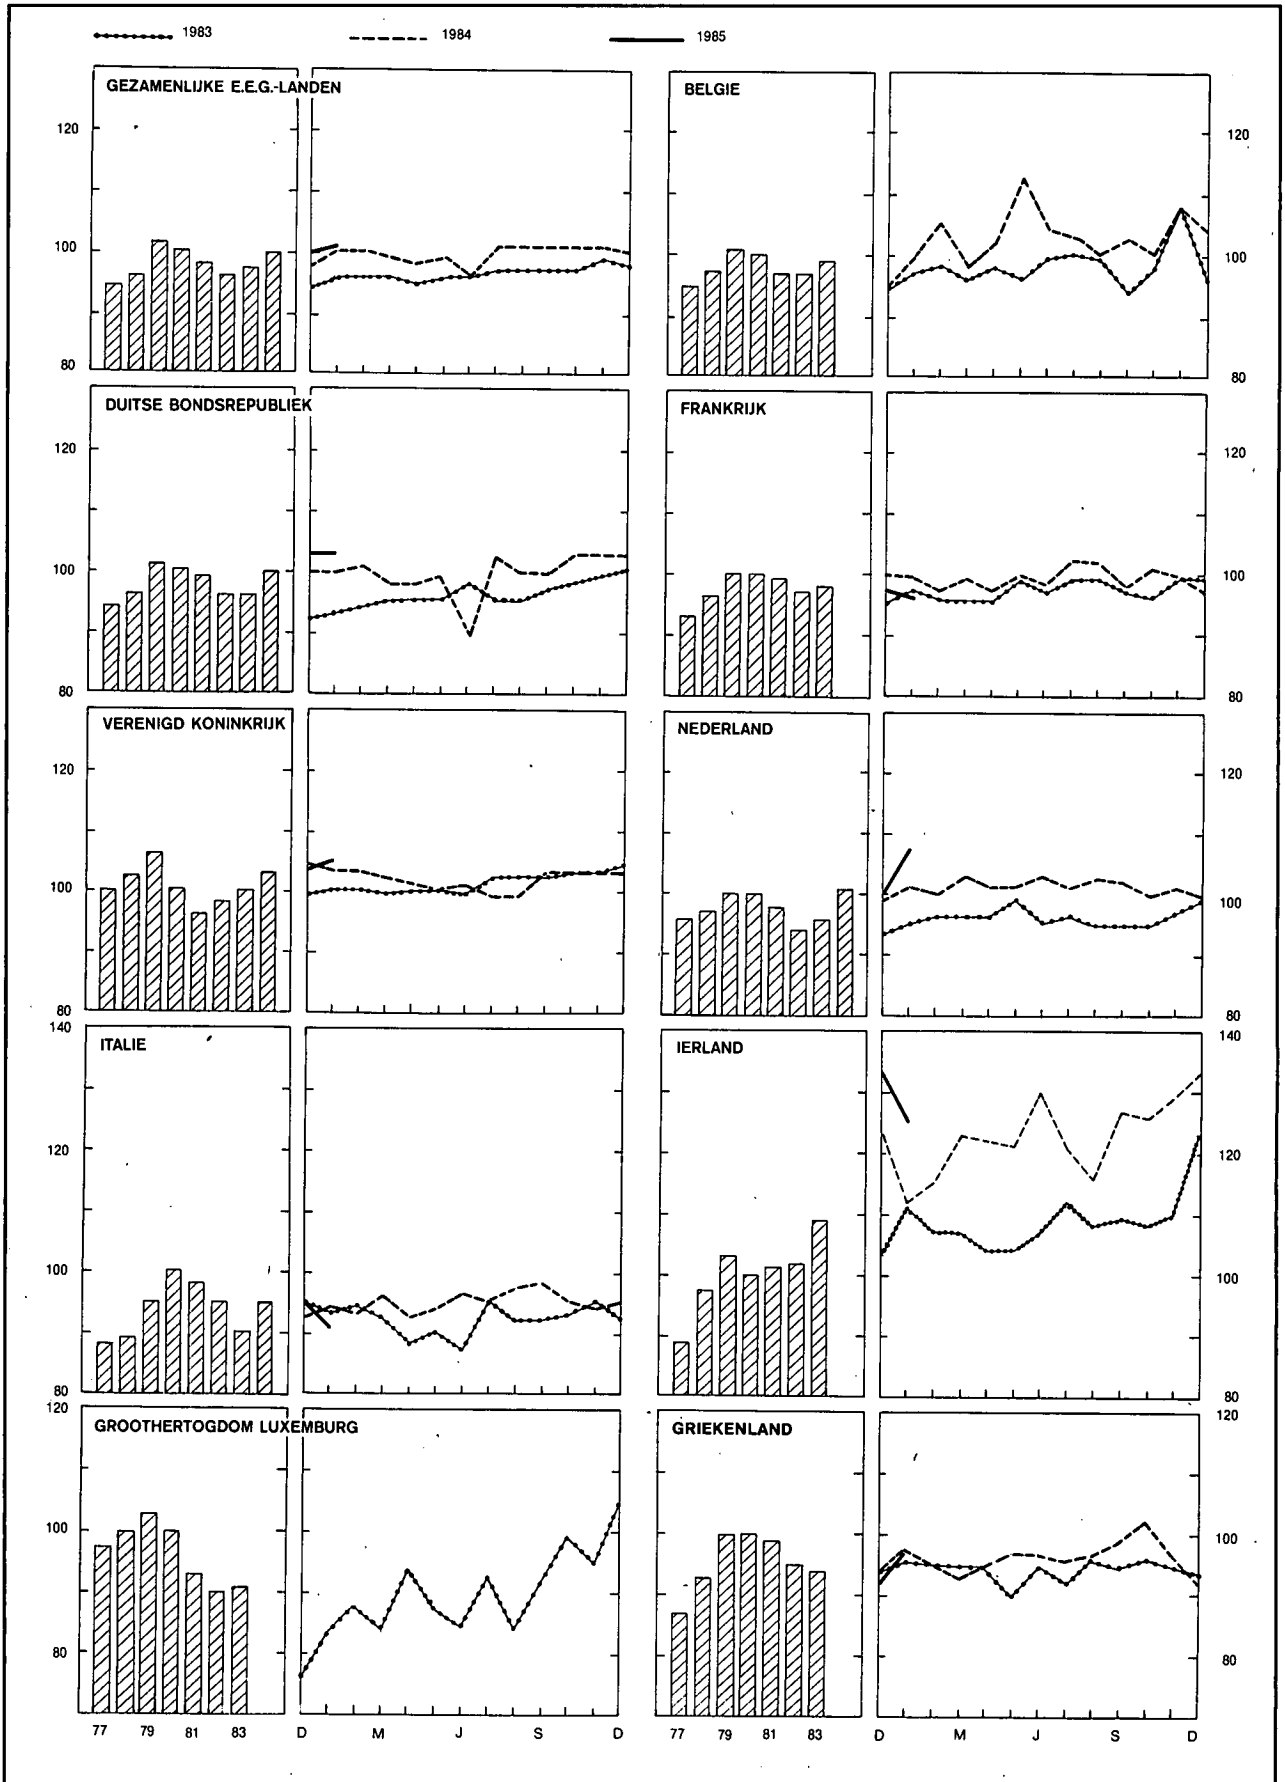 1983 1984 1985
GEZAMENLIJKE E.E.G.-LANDEN
120
100
80
BELGIE
120
100
80
DUITSE BONDSREPUBLIEK
120
100
80
FRANKRIJK
120
100
80
VERENIGD KONINKRIJK
120
100
80
NEDERLAND
120
100
80
ITALIE
140
120
100
80
IERLAND
140
120
100
80
GROOTHERTOGDOM LUXEMBURG
120
100
80
77 79 81 83
D M J S D
GRIEKENLAND
120
100
80
77 79 81 83
D M J S D